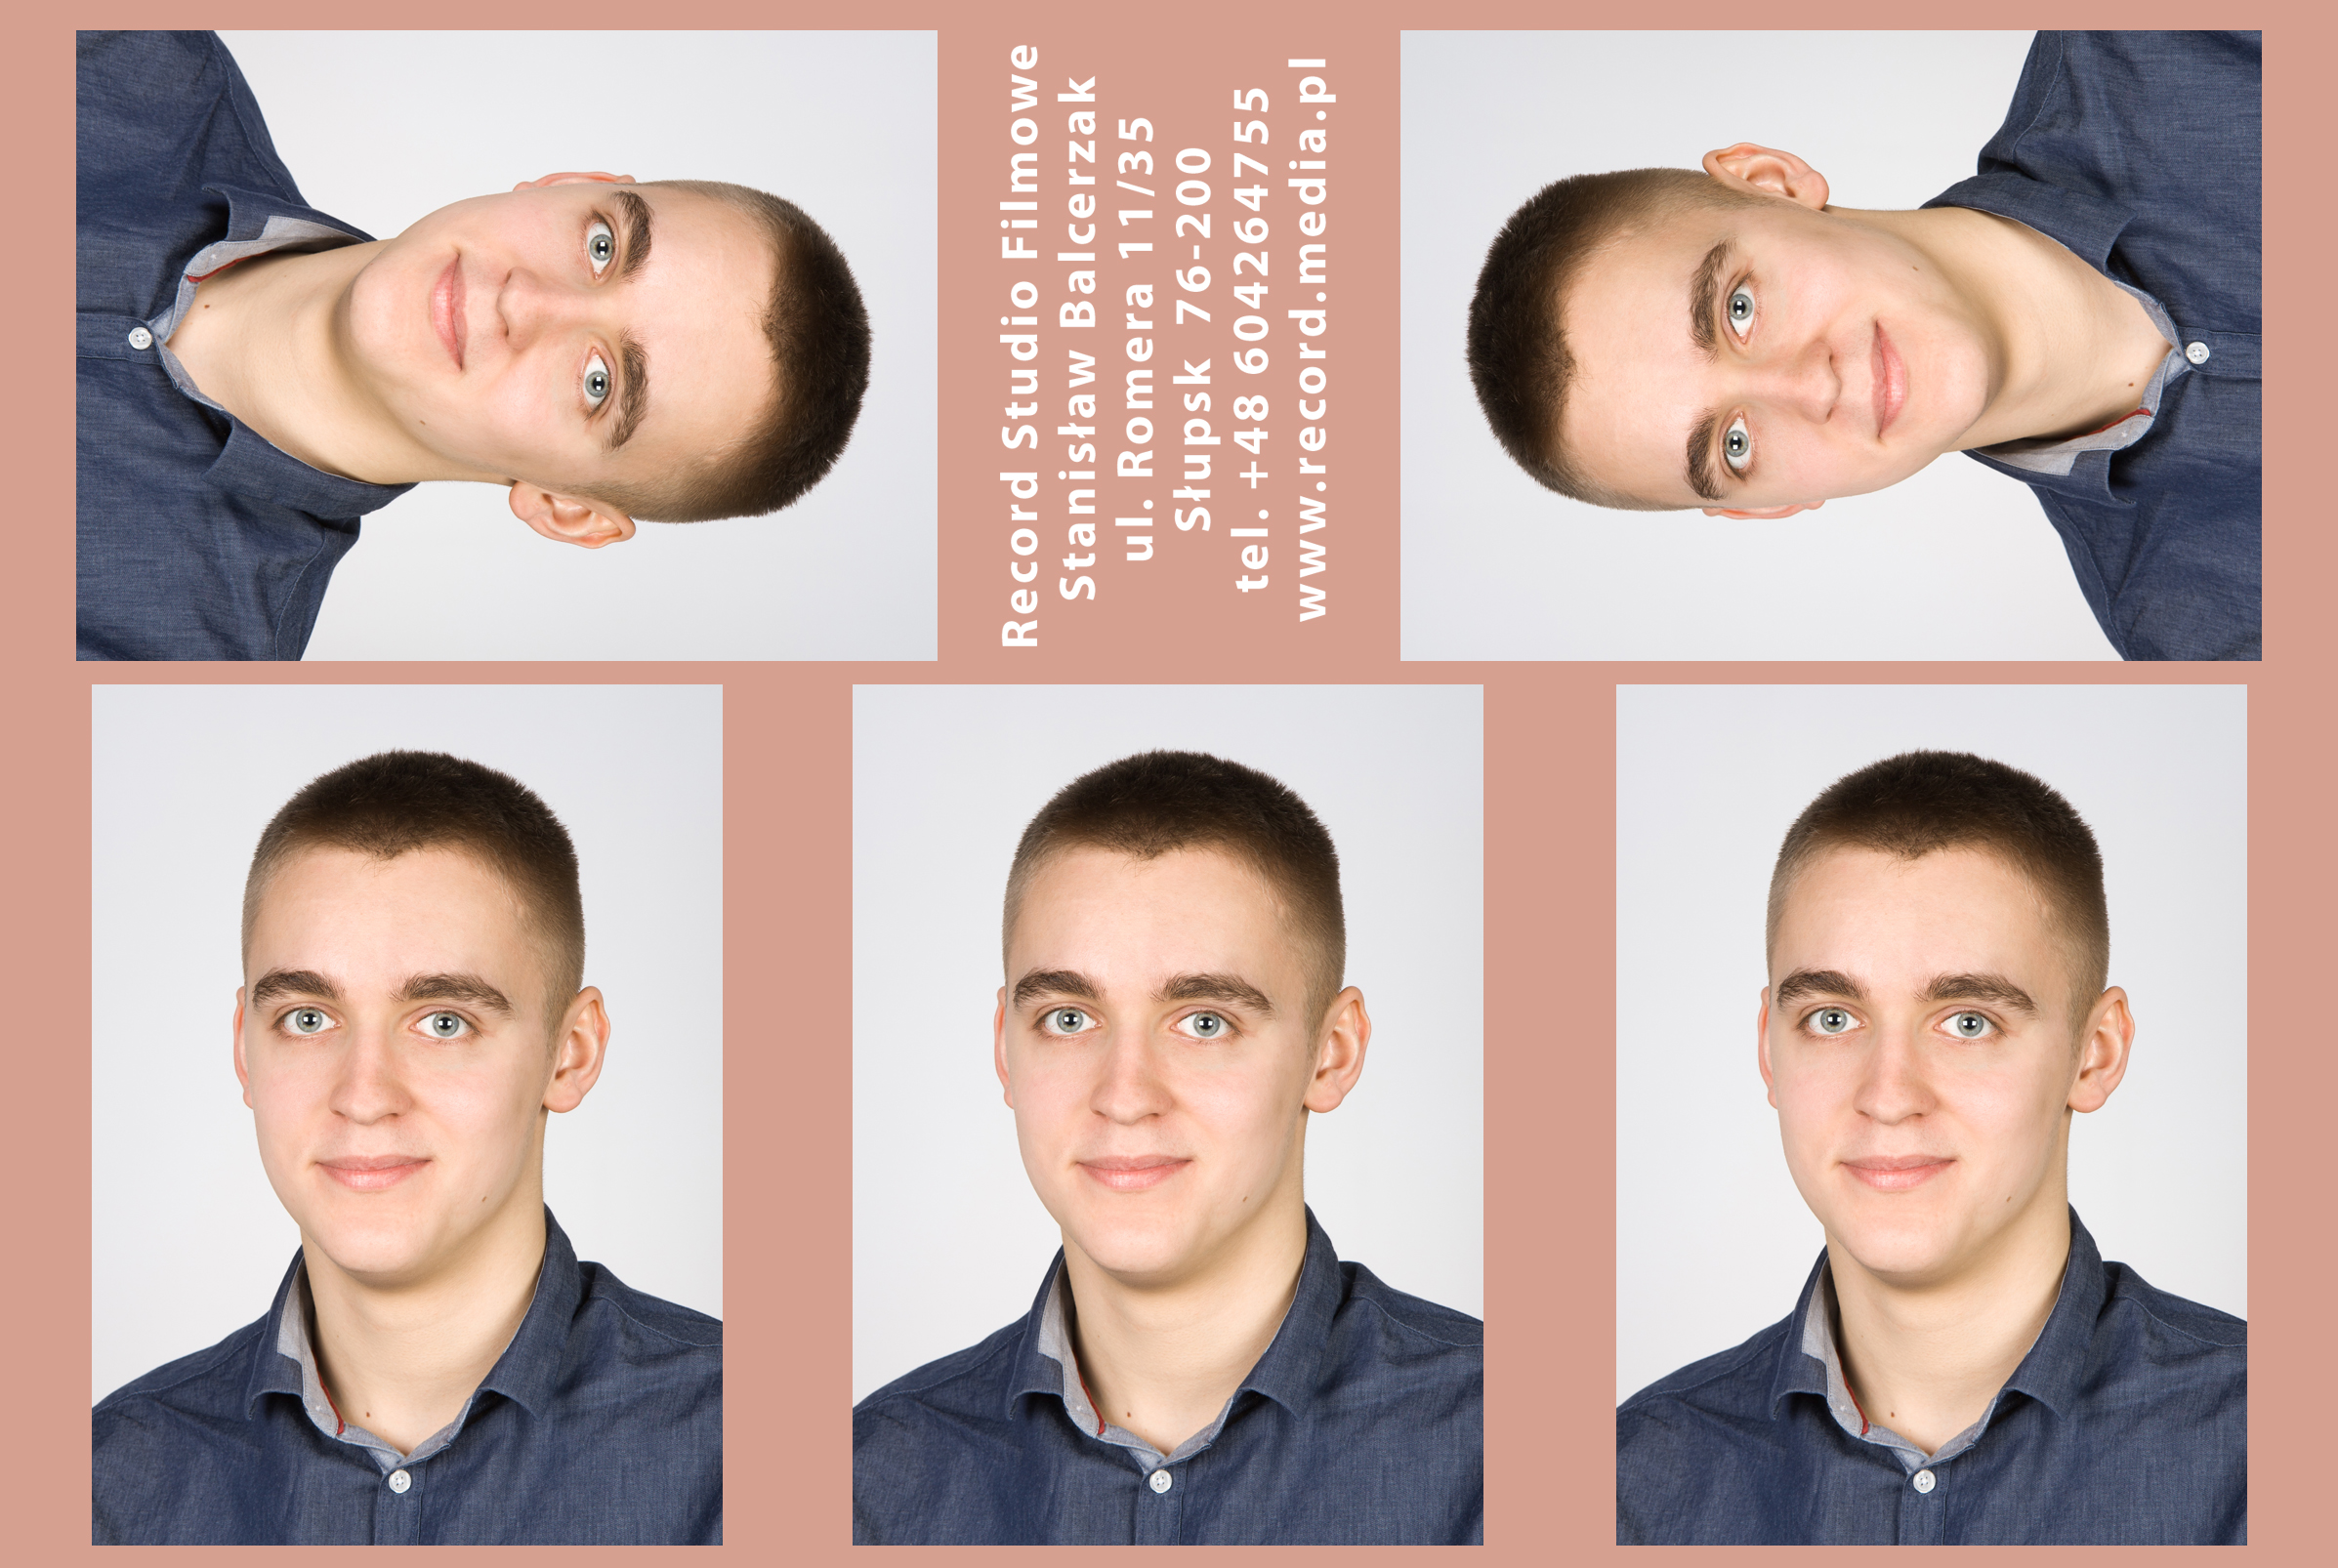 Record Studio Filmowe
Stanisław Balcerzak
ul. Romera 11/35
Słupsk 76-200
tel. +48 604264755
www.record.media.pl